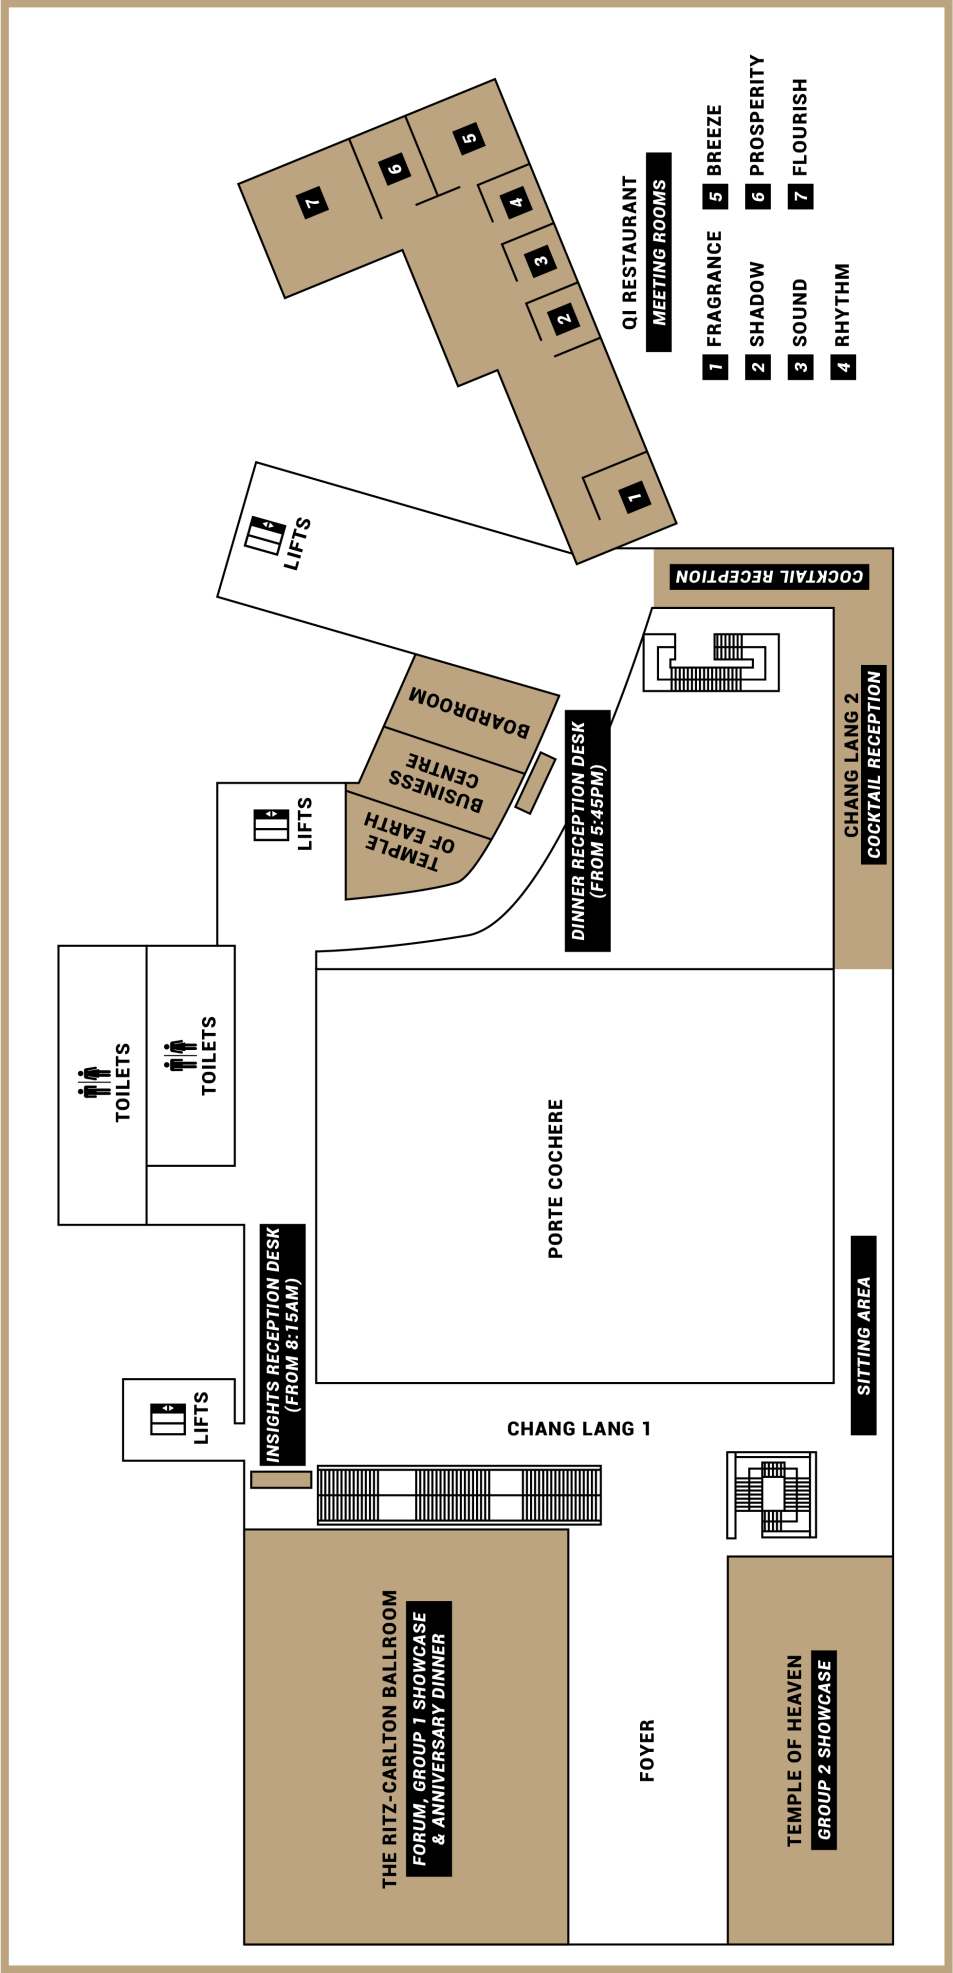 LIFTS
7
6
5
4
3
2
1
QI RESTAURANT
MEETING ROOMS
1 FRAGRANCE
2 SHADOW
3 SOUND
4 RHYTHM
5 BREEZE
6 PROSPERITY
7 FLOURISH
TOILETS
TOILETS
LIFTS
LIFTS
BOARDROOM
BUSINESS
CENTRE
TEMPLE
OF EARTH
INSIGHTS RECEPTION DESK
(FROM 8:15AM)
DINNER RECEPTION DESK
(FROM 5:45PM)
COCKTAIL RECEPTION
THE RITZ-CARLTON BALLROOM
FORUM, GROUP 1 SHOWCASE
& ANNIVERSARY DINNER
CHANG LANG 1
PORTE COCHERE
FOYER
TEMPLE OF HEAVEN
GROUP 2 SHOWCASE
SITTING AREA
CHANG LANG 2
COCKTAIL RECEPTION